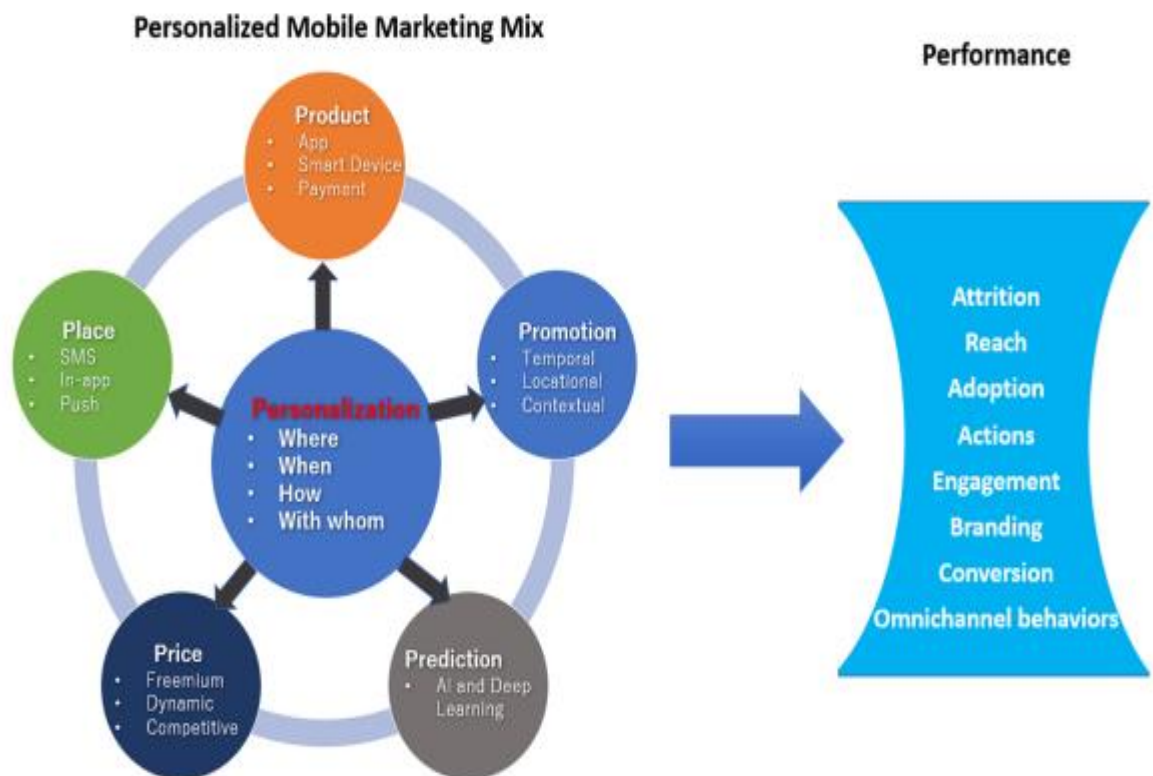 Personalized Mobile Marketing Mix
Performance
Product
• App
• Smart Device
• Payment
Place
• SMS
• In-app
• Push
Promotion
• Temporal
• Locational
• Contextual
Personalization
• Where
• When
• How
• With whom
Price
• Freemium
• Dynamic
• Competitive
Prediction
• AI and Deep
Learning
Attrition
Reach
Adoption
Actions
Engagement
Branding
Conversion
Omnichannel behaviors